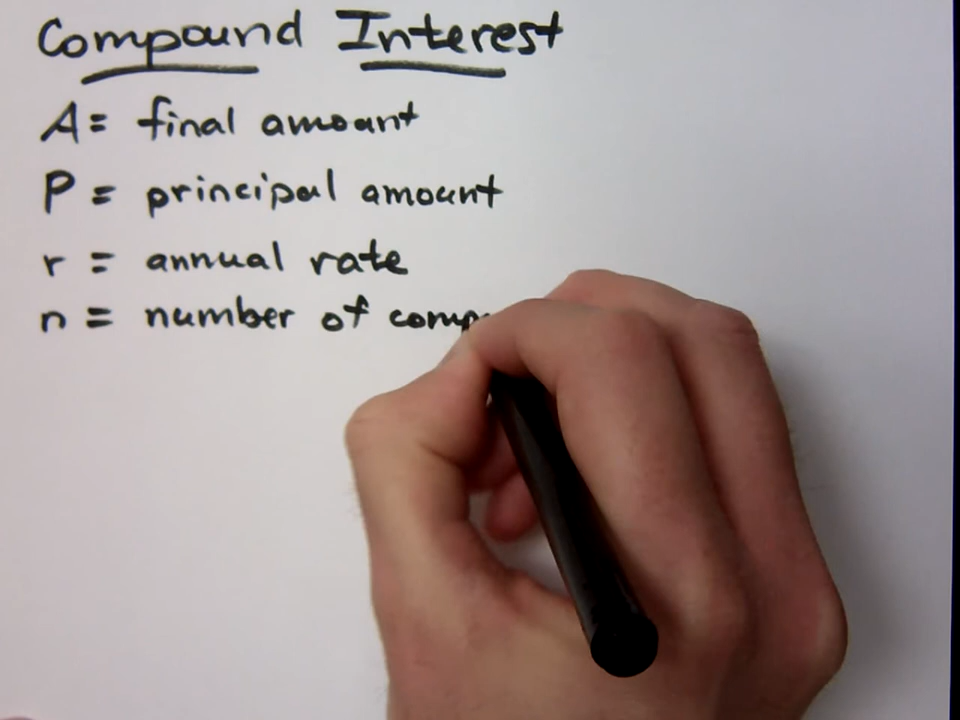 Compound Interest
A = final amount
P = principal amount
r = annual rate
n = number of comp